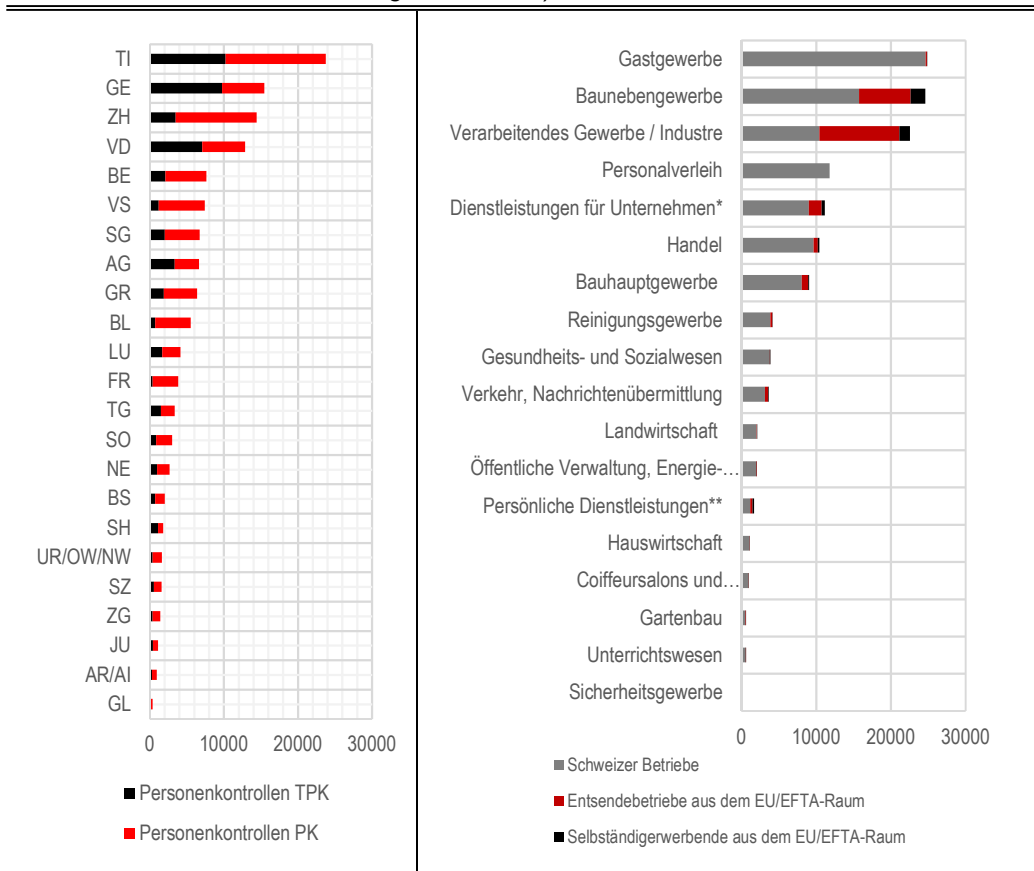 TI
GE
ZH
VD
BE
VS
SG
AG
GR
BL
LU
FR
TG
SO
NE
BS
SH
UR/OW/NW
SZ
ZG
JU
AR/AI
GL
0 10000 20000 30000
Personenkontrollen TPK
Personenkontrollen PK
Gastgewerbe
Baunebengewerbe
Verarbeitendes Gewerbe / Industre
Personalverleih
Dienstleistungen für Unternehmen*
Handel
Bauhauptgewerbe
Reinigungsgewerbe
Gesundheits- und Sozialwesen
Verkehr, Nachrichtenübermittlung
Landwirtschaft
Öffentliche Verwaltung, Energie-…
Persönliche Dienstleistungen**
Hauswirtschaft
Coiffeursalons und…
Gartenbau
Unterrichtswesen
Sicherheitsgewerbe
0 10000 20000 30000
Schweizer Betriebe
Entsendebetriebe aus dem EU/EFTA-Raum
Selbständigerwerbende aus dem EU/EFTA-Raum